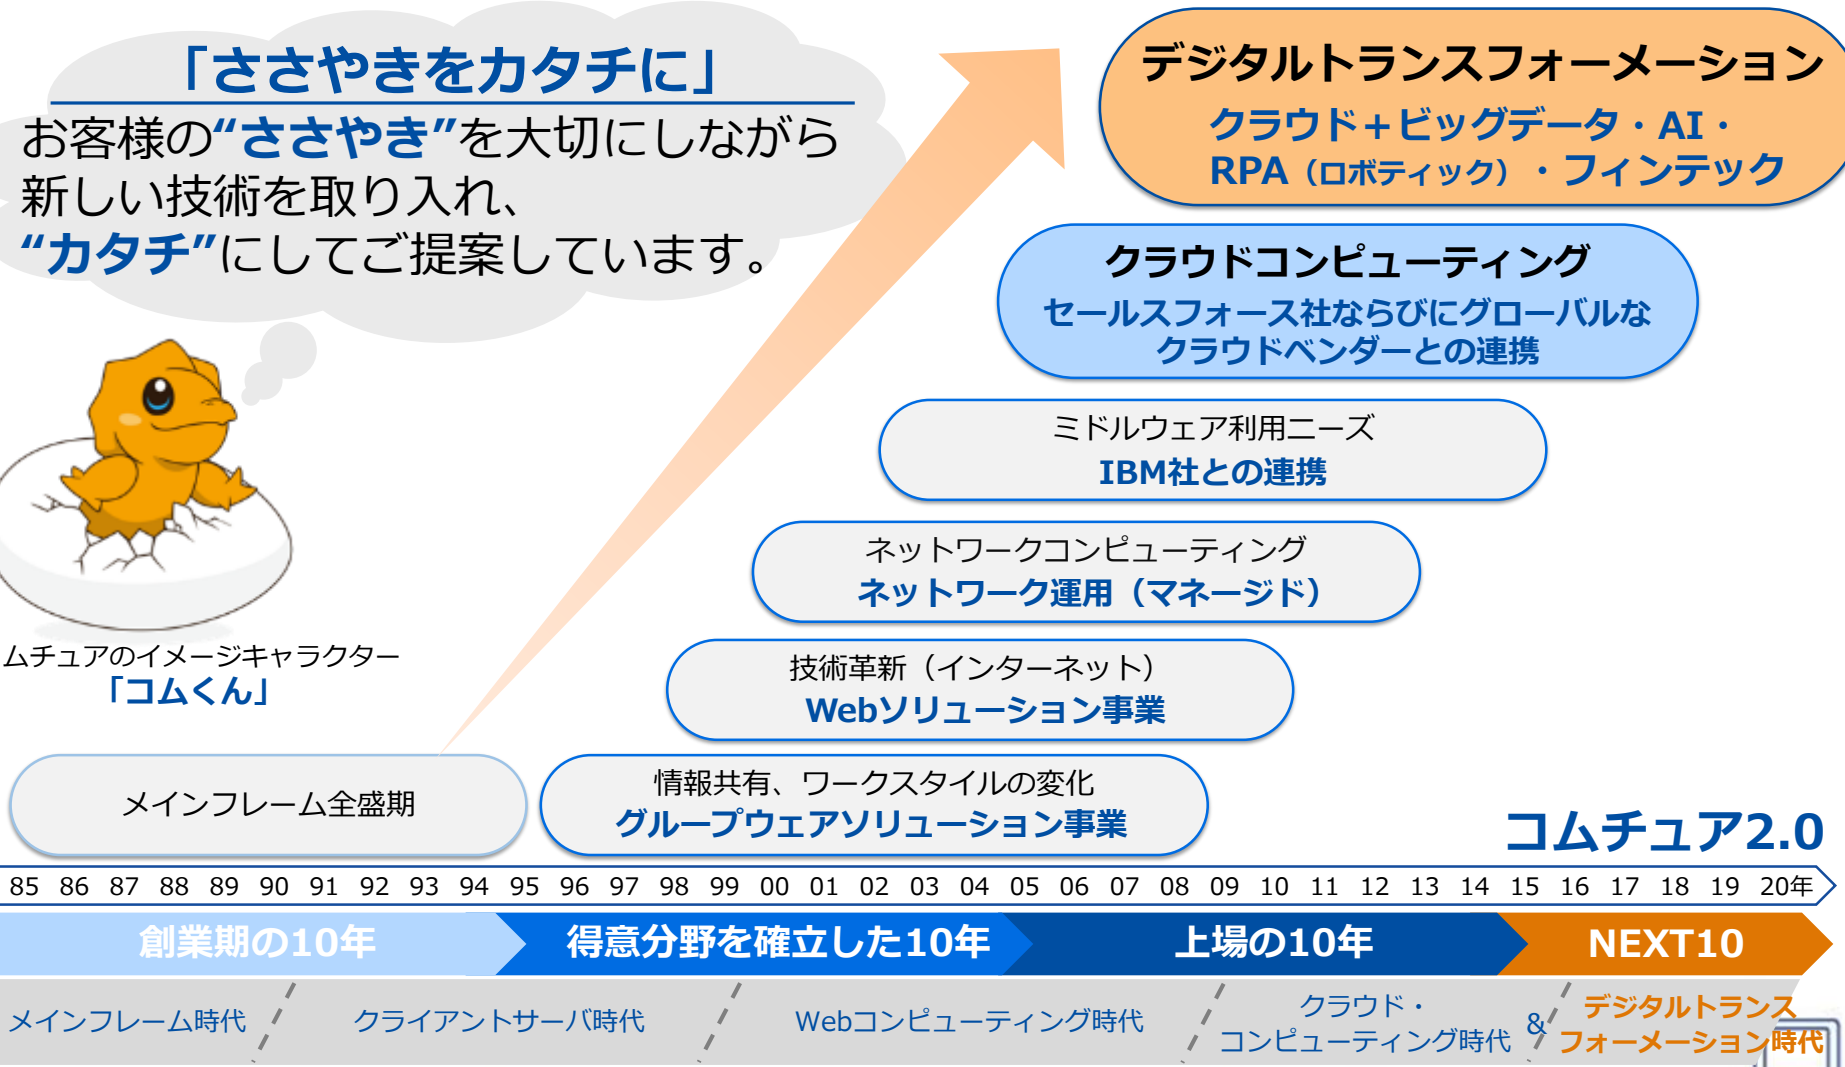 「ささやきをカタチに」
お客様の“ささやき”を大切にしながら
新しい技術を取り入れ、
“カタチ”にしてご提案しています。
デジタルトランスフォーメーション
クラウド＋ビッグデータ・AI・
RPA（ロボティック）・フィンテック
クラウドコンピューティング
セールスフォース社ならびにグローバルな
クラウドベンダーとの連携
ミドルウェア利用ニーズ
IBM社との連携
ネットワークコンピューティング
ネットワーク運用（マネージド）
技術革新（インターネット）
Webソリューション事業
ムチュアのイメージキャラクター
「コムくん」
メインフレーム全盛期
情報共有、ワークスタイルの変化
グループウェアソリューション事業
コムチュア2.0
85 86 87 88 89 90 91 92 93 94 95 96 97 98 99 00 01 02 03 04 05 06 07 08 09 10 11 12 13 14 15 16 17 18 19 20年
創業期の10年 得意分野を確立した10年 上場の10年 NEXT10
メインフレーム時代 クライアントサーバ時代 Webコンピューティング時代
クラウド・
コンピューティング時代
&
デジタルトランス
フォーメーション時代